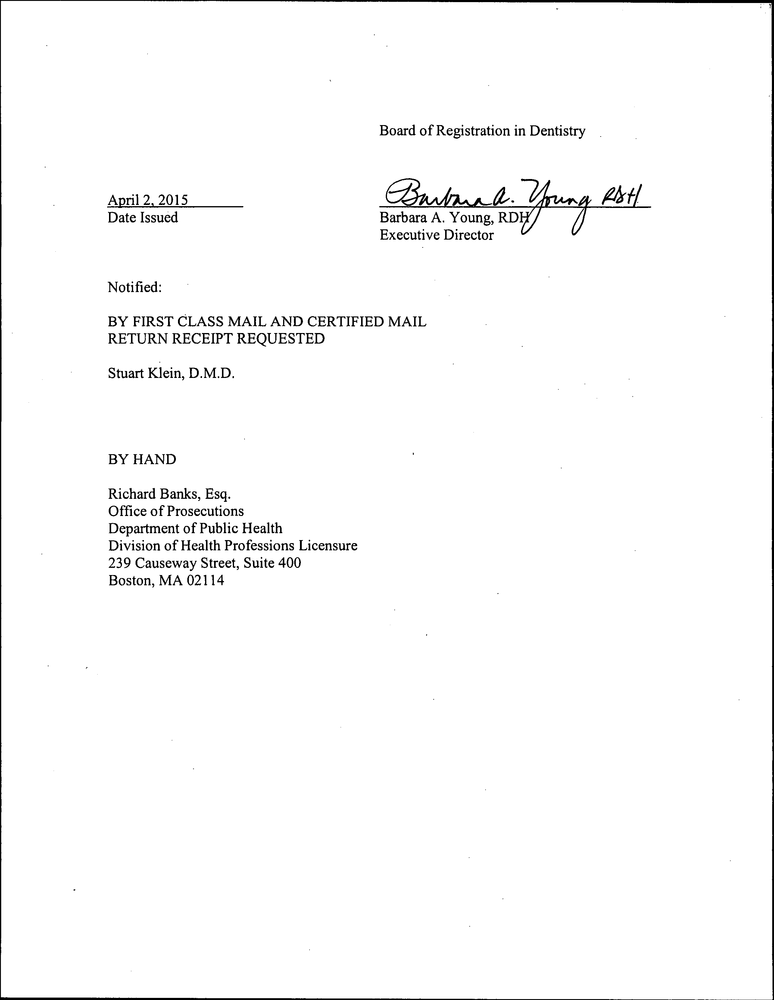 Board of Registration in Dentistry
April 2, 2015
Barbara A. Young RDH
Date Issued
Barbara A. Young, RDH
Executive Director
Notified:
BY FIRST CLASS MAIL AND CERTIFIED MAIL
RETURN RECEIPT REQUESTED
Stuart Klein, D.M.D.
BY HAND
Richard Banks, Esq.
Office of Prosecutions
Department of Public Health
Division of Health Professions Licensure
239 Causeway Street, Suite 400
Boston, MA 02114